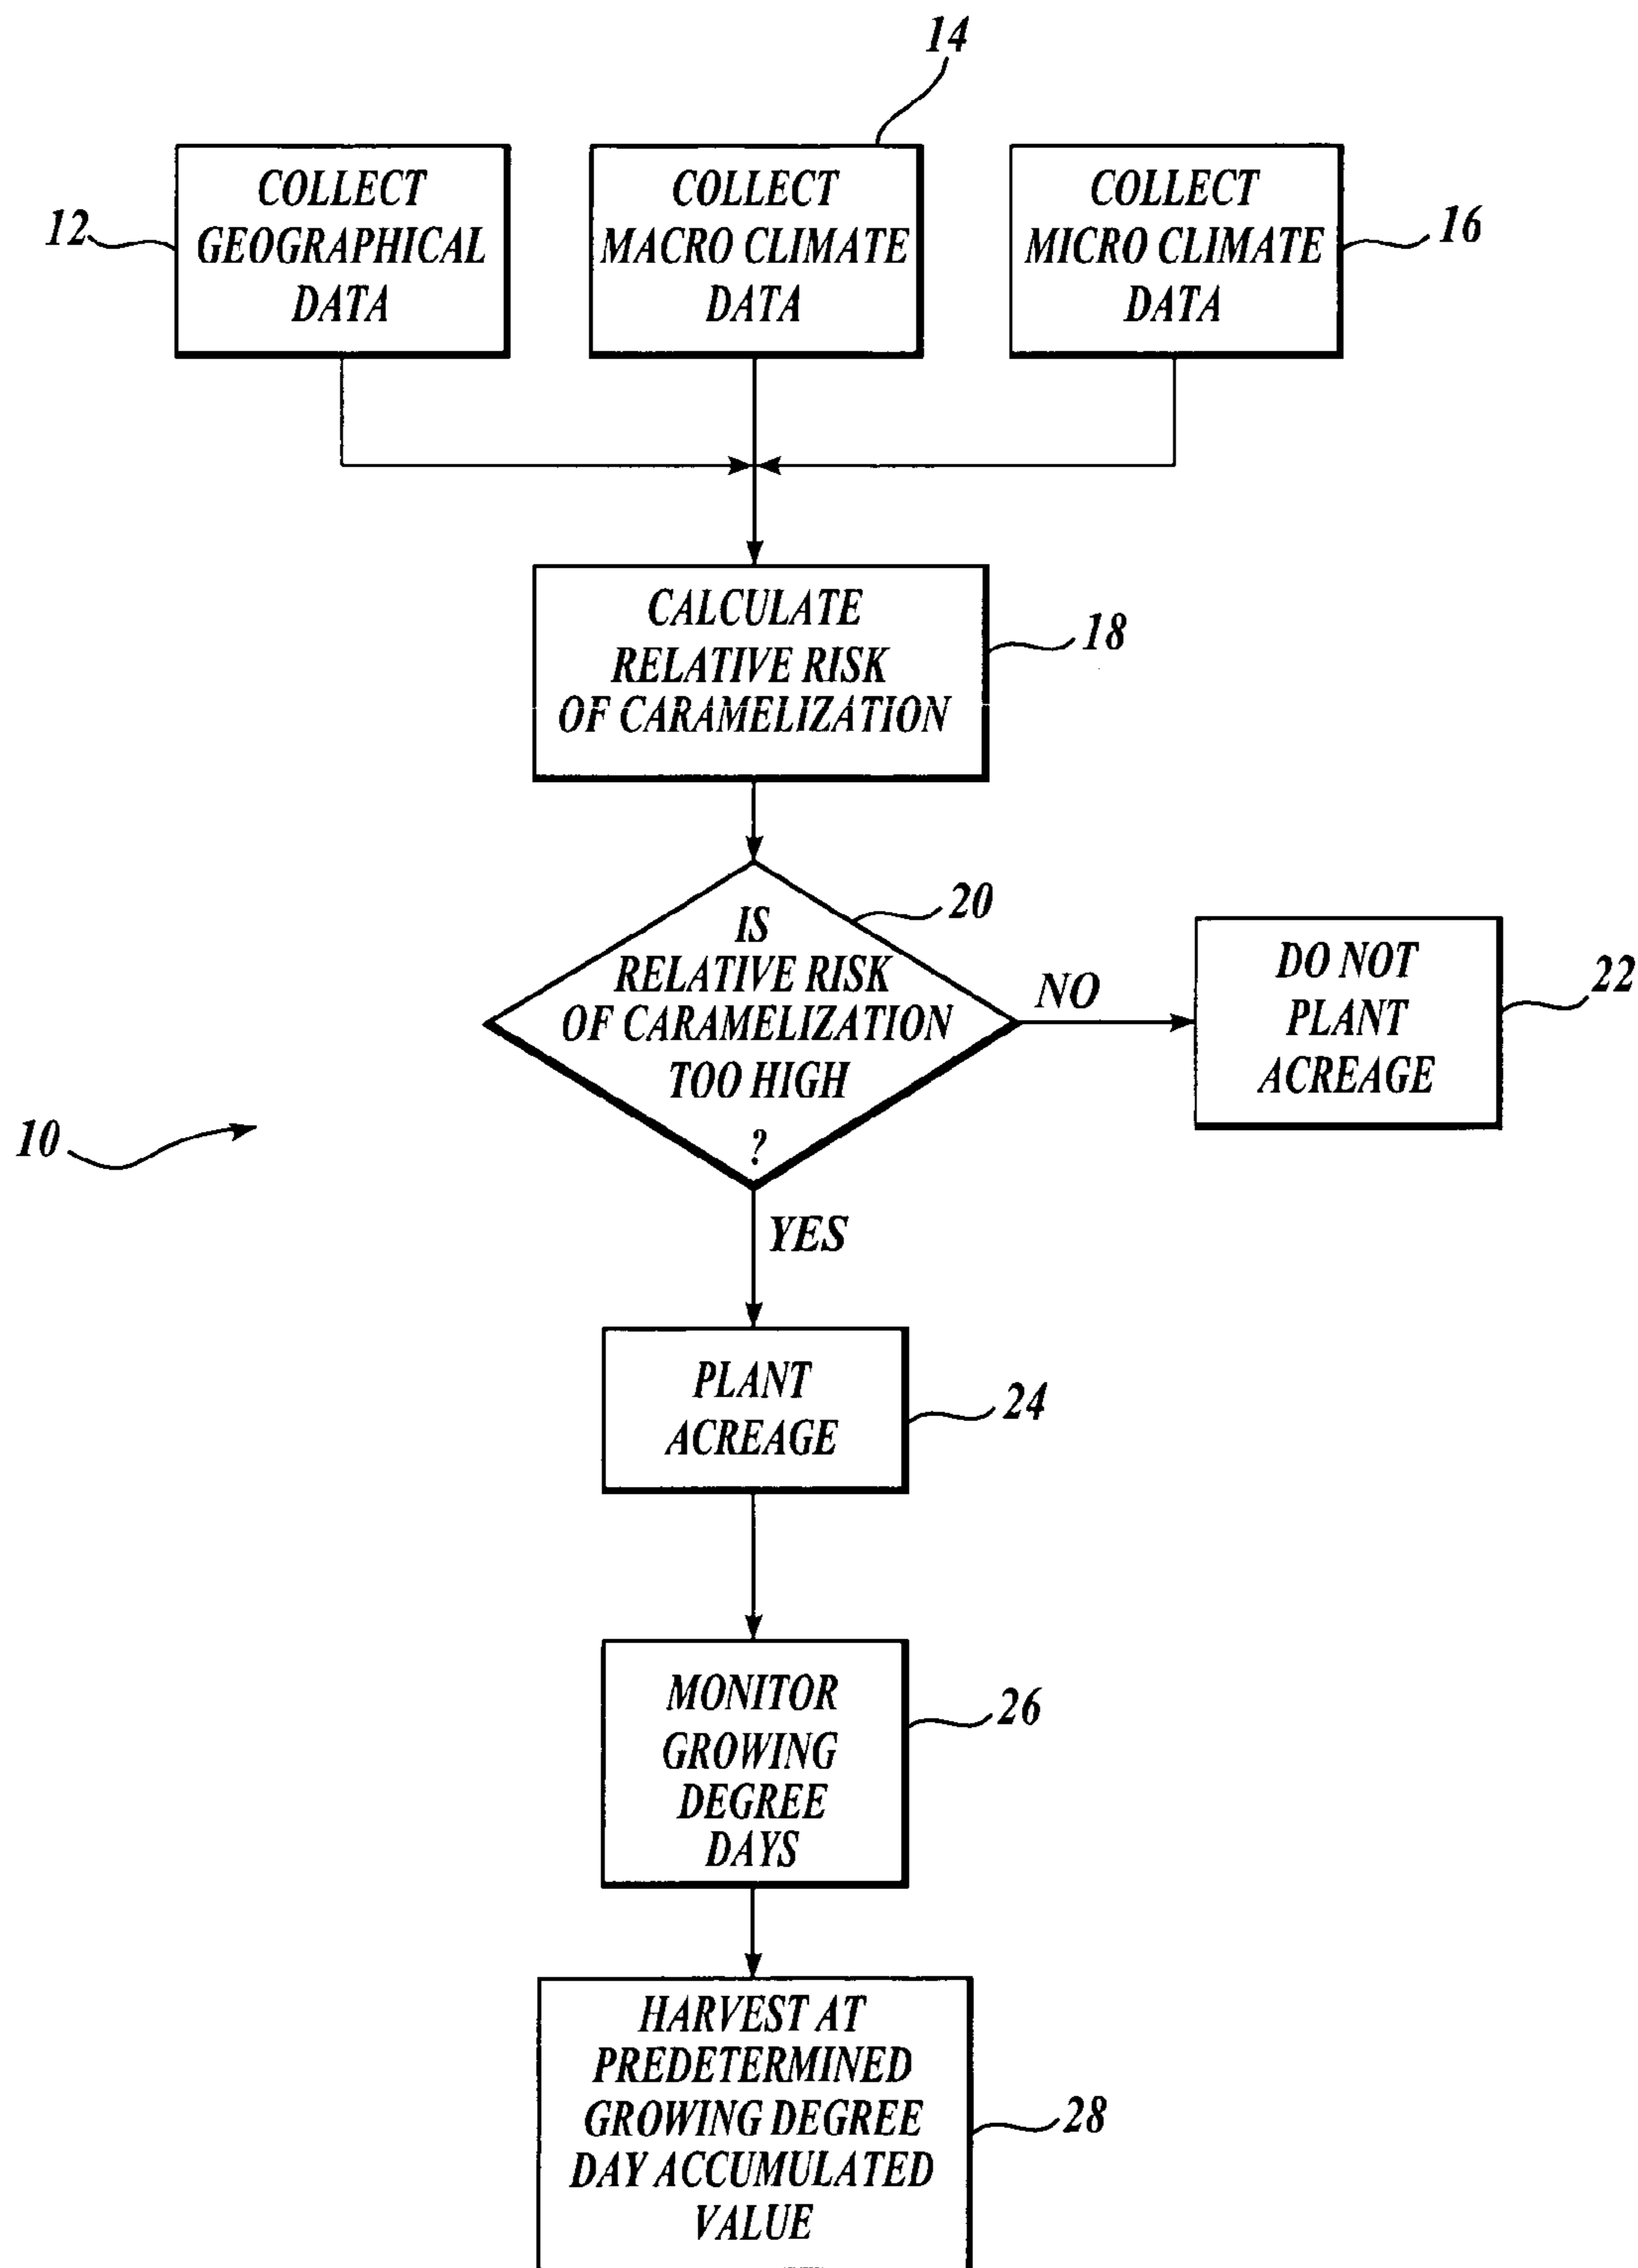 14
COLLECT
GEOGRAPHICAL
DATA
COLLECT
MACRO CLIMATE
DATA
COLLECT
MICRO CLIMATE
DATA
12
16
CALCULATE
RELATIVE RISK
OF CARAMELIZATION
18
IS
RELATIVE RISK
OF CARAMELIZATION
TOO HIGH
?
20
NO
DO NOT
PLANT
ACREAGE
22
10
YES
PLANT
ACREAGE
24
MONITOR
GROWING
DEGREE
DAYS
26
HARVEST AT
PREDETERMINED
GROWING DEGREE
DAY ACCUMULATED
VALUE
28